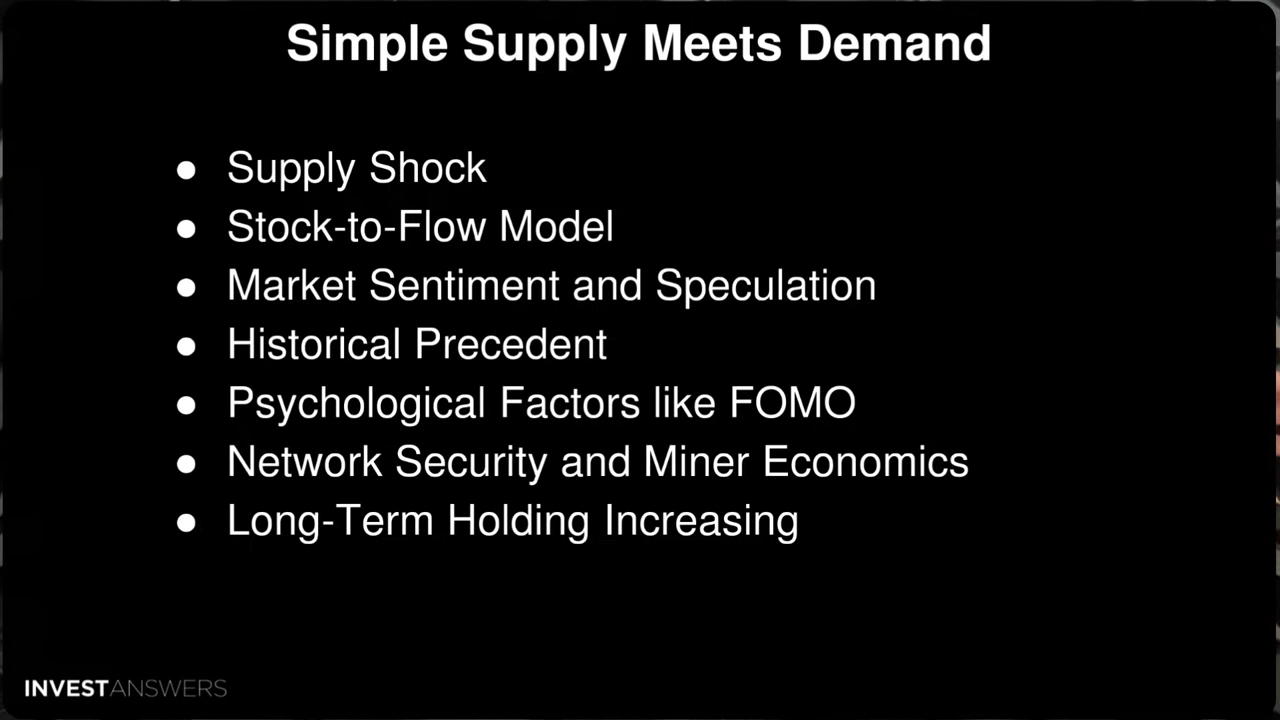 Simple Supply Meets Demand
● Supply Shock
● Stock-to-Flow Model
● Market Sentiment and Speculation
● Historical Precedent
● Psychological Factors like FOMO
● Network Security and Miner Economics
● Long-Term Holding Increasing
INVESTANSWERS